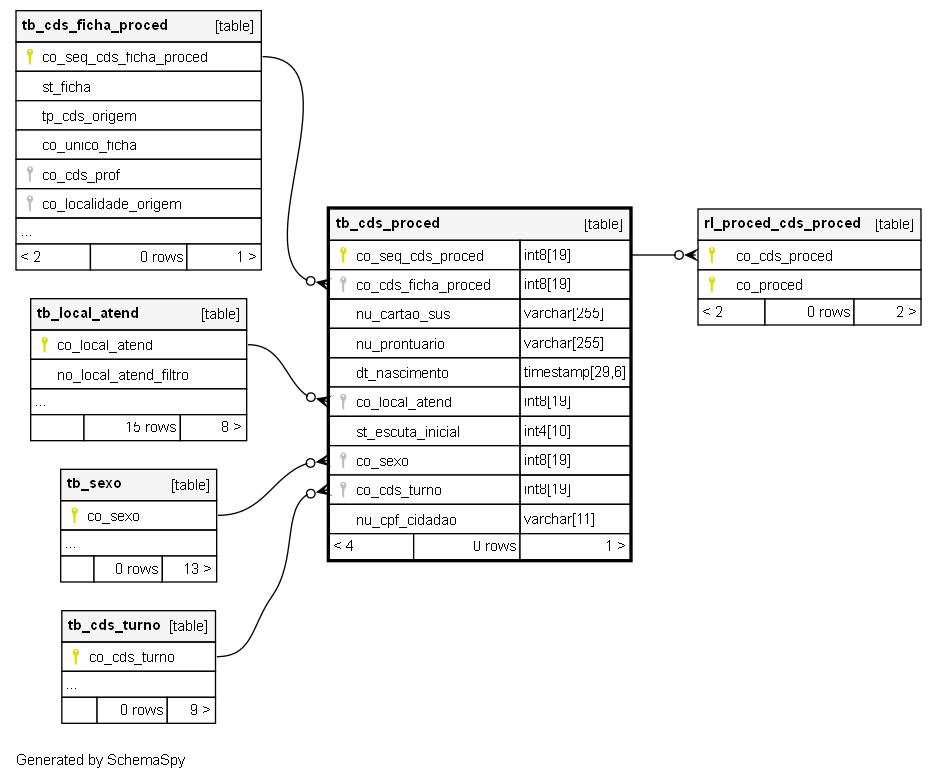 tb_cds_ficha_proced [table]
co_seq_cds_ficha_proced
st_ficha
tp_cds_origem
co_unico_ficha
co_cds_prof
co_localidade_origem
...
< 2 0 rows 1 >
tb_local_atend [table]
co_local_atend
no_local_atend_filtro
...
15 rows 8 >
tb_sexo [table]
co_sexo
...
0 rows 13 >
tb_cds_turno [table]
co_cds_turno
...
0 rows 9 >
tb_cds_proced [table]
co_seq_cds_proced int8[19]
co_cds_ficha_proced int8[19]
nu_cartao_sus varchar[255]
nu_prontuario varchar[255]
dt_nascimento timestamp[29,6]
co_local_atend int8[19]
st_escuta_inicial int4[10]
co_sexo int8[19]
co_cds_turno int8[19]
nu_cpf_cidadao varchar[11]
< 4 0 rows 1 >
rl_proced_cds_proced [table]
co_cds_proced
co_proced
< 2 0 rows 2 >
Generated by SchemaSpy